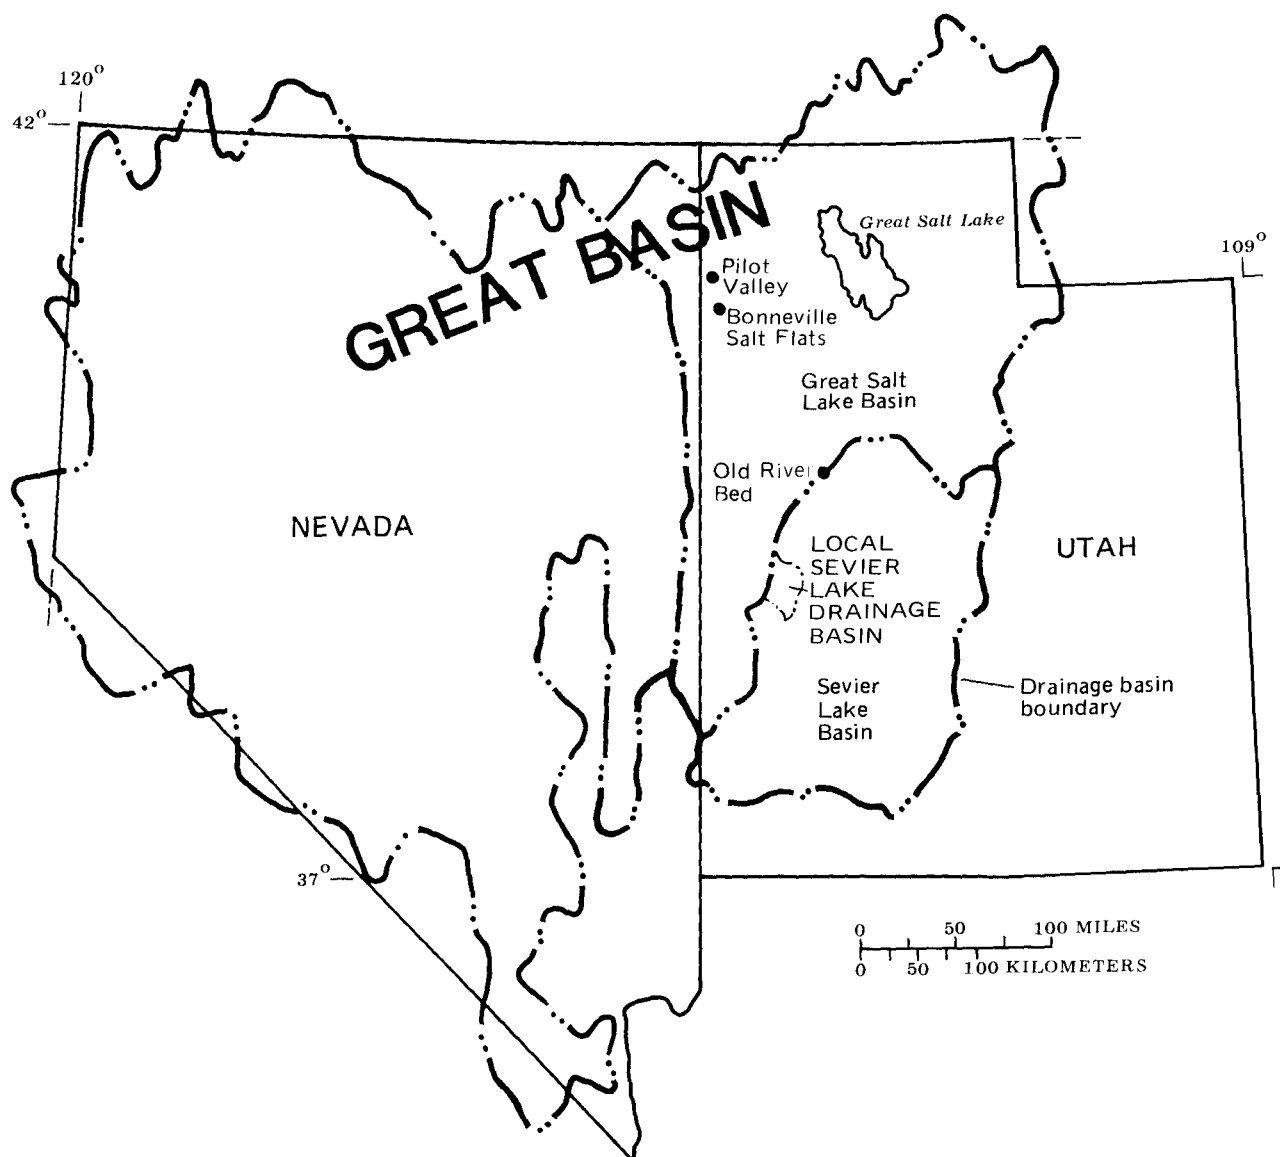 120°
42°
GREAT BASIN
Great Salt Lake
109°
Pilot
Valley
Bonneville
Salt Flats
Great Salt
Lake Basin
Old River
Bed
NEVADA
LOCAL
SEVIER
LAKE
DRAINAGE
BASIN
UTAH
Sevier
Lake
Basin
Drainage basin
boundary
37°
0 50 100 MILES
0 50 100 KILOMETERS